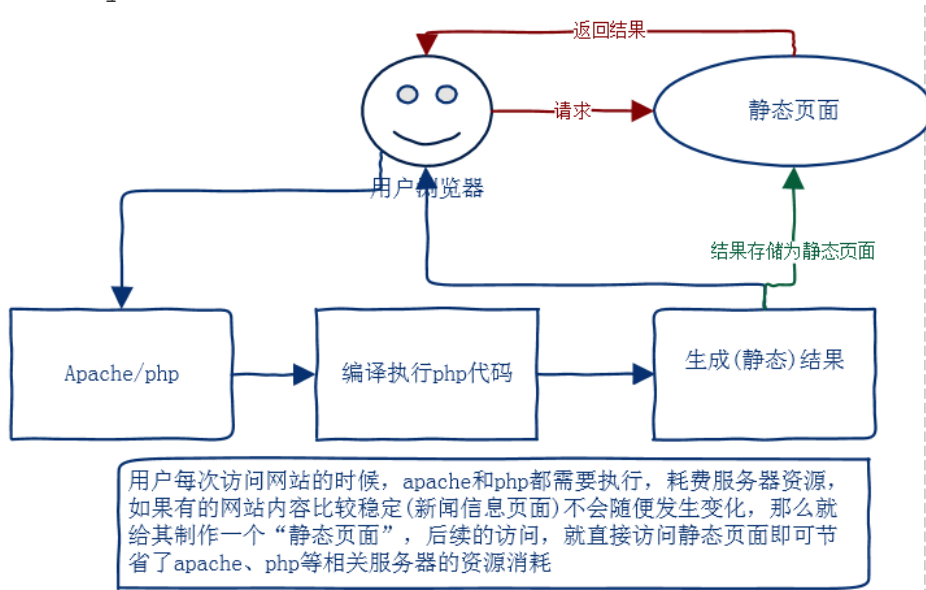 返回结果
请求
静态页面
用户浏览器
结果存储为静态页面
Apache/php
编译执行php代码
生成(静态)结果
用户每次访问网站的时候，apache和php都需要执行，耗费服务器资源，
如果有的网站内容比较稳定(新闻信息页面)不会随便发生变化，那么就
给其制作一个“静态页面”，后续的访问，就直接访问静态页面即可节
省了apache、php等相关服务器的资源消耗